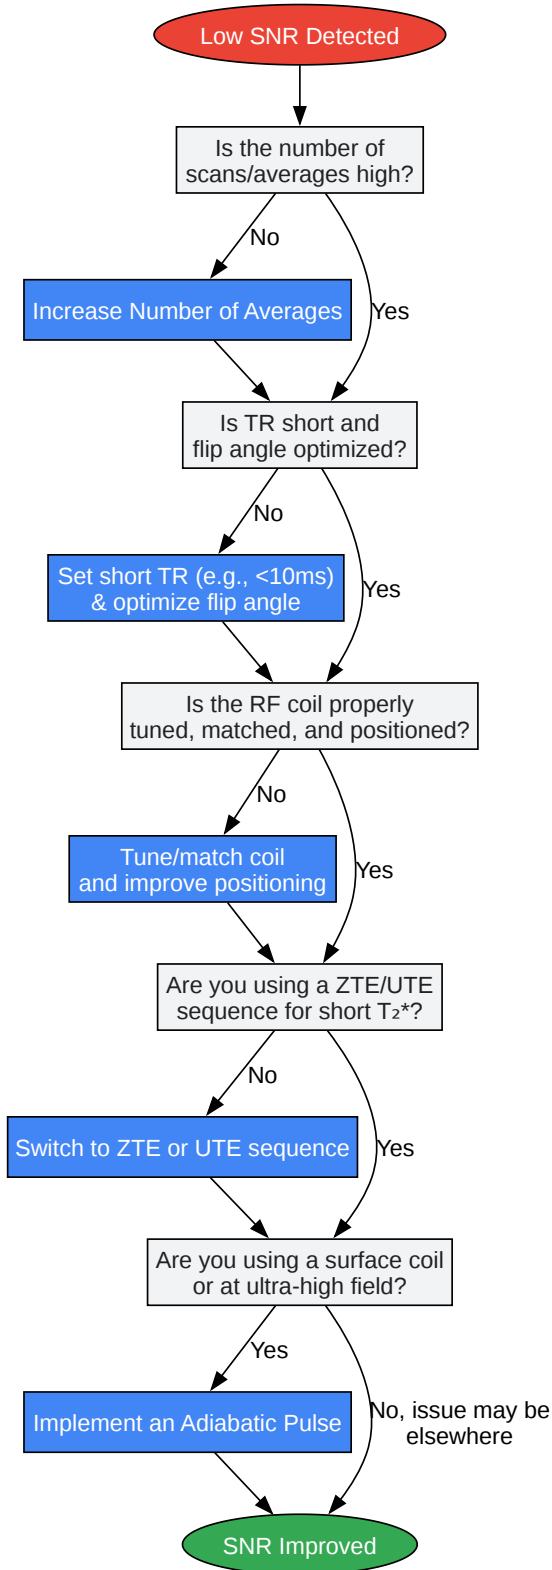 Low SNR Detected
Is the number of
scans/averages high?
No
Increase Number of Averages
Yes
Is TR short and
flip angle optimized?
No
Set short TR (e.g., <10ms)
& optimize flip angle
Yes
Is the RF coil properly
tuned, matched, and positioned?
No
Tune/match coil
and improve positioning
Yes
Are you using a ZTE/UTE
sequence for short T₂*?
No
Switch to ZTE or UTE sequence
Yes
Are you using a surface coil
or at ultra-high field?
Yes
Implement an Adiabatic Pulse
No, issue may be
elsewhere
SNR Improved